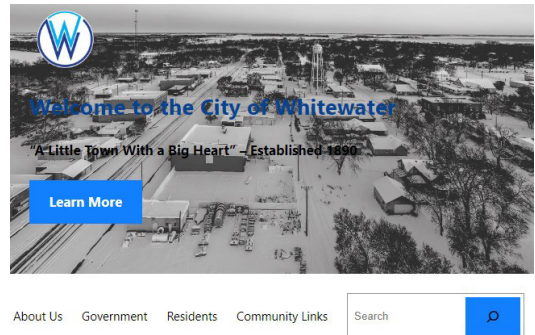 W
Welcome to the City of Whitewater
“A Little Town With a Big Heart” – Established 1890
Learn More
About Us Government Residents Community Links Search